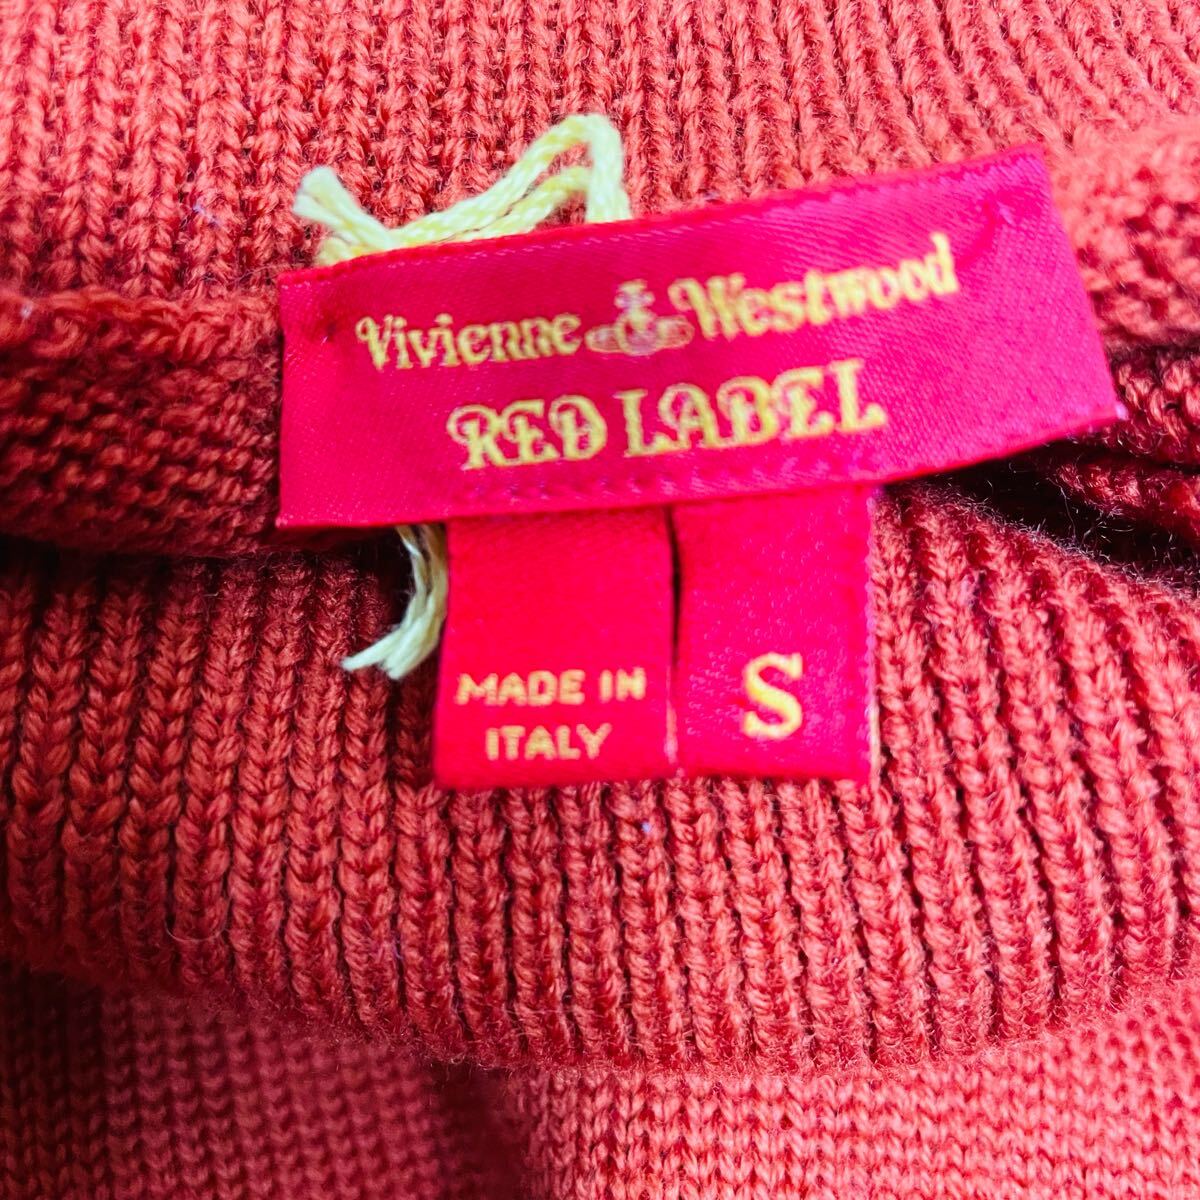 Vivienne Westwood
RED LABEL
MADE IN
ITALY
S